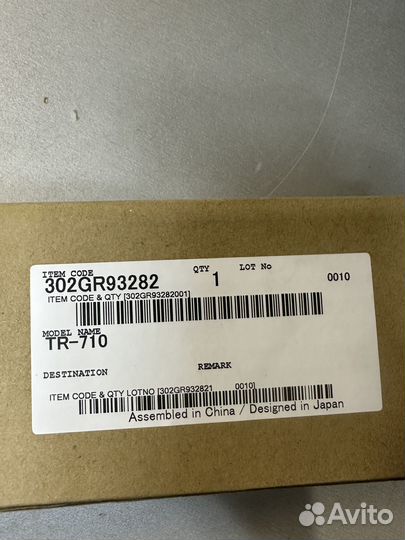 ITEM CODE QTY LOT No
302GR93282 1 0010
ITEM CODE & QTY [302GR93282001]
MODEL NAME
TR-710
DESTINATION REMARK
ITEM CODE & QTY LOTNO [302GR932821 0010]
Assembled in China / Designed in Japan
Avito